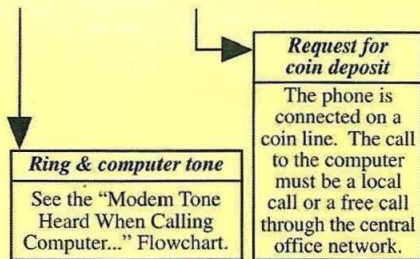 Request for
coin deposit
The phone is
connected on a
coin line. The call
to the computer
must be a local
call or a free call
through the central
office network.
Ring & computer tone
See the “Modem Tone
Heard When Calling
Computer...” Flowchart.